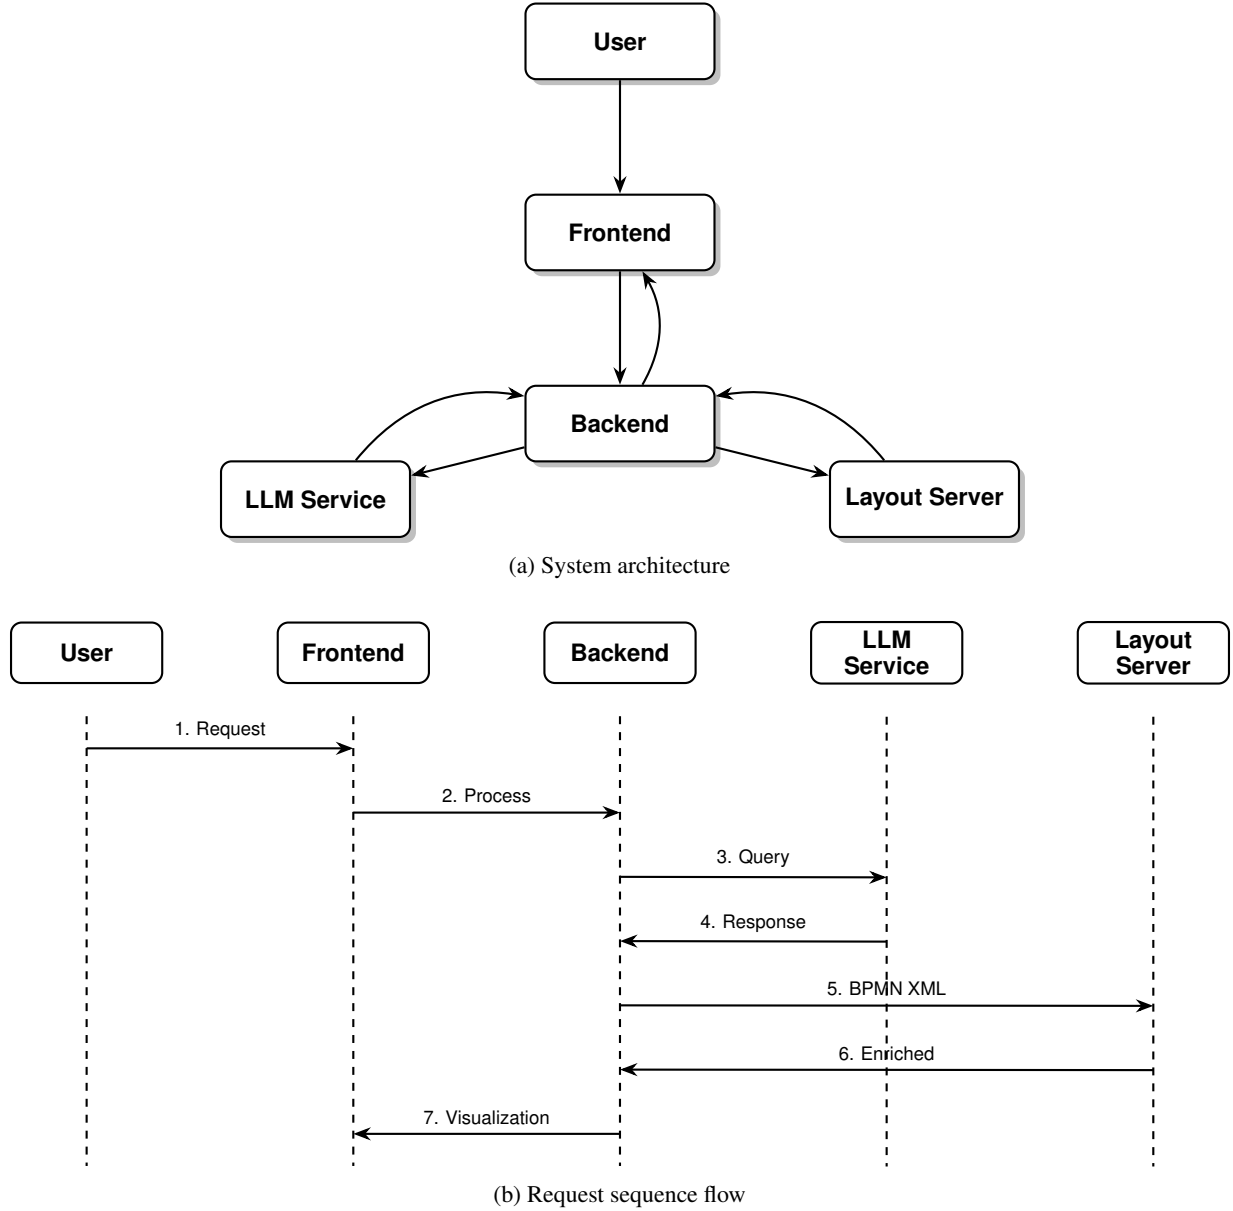 User
Frontend
Backend
LLM Service
Layout Server
(a) System architecture
User
Frontend
Backend
LLM
Service
Layout
Server
1. Request
2. Process
3. Query
4. Response
5. BPMN XML
6. Enriched
7. Visualization
(b) Request sequence flow